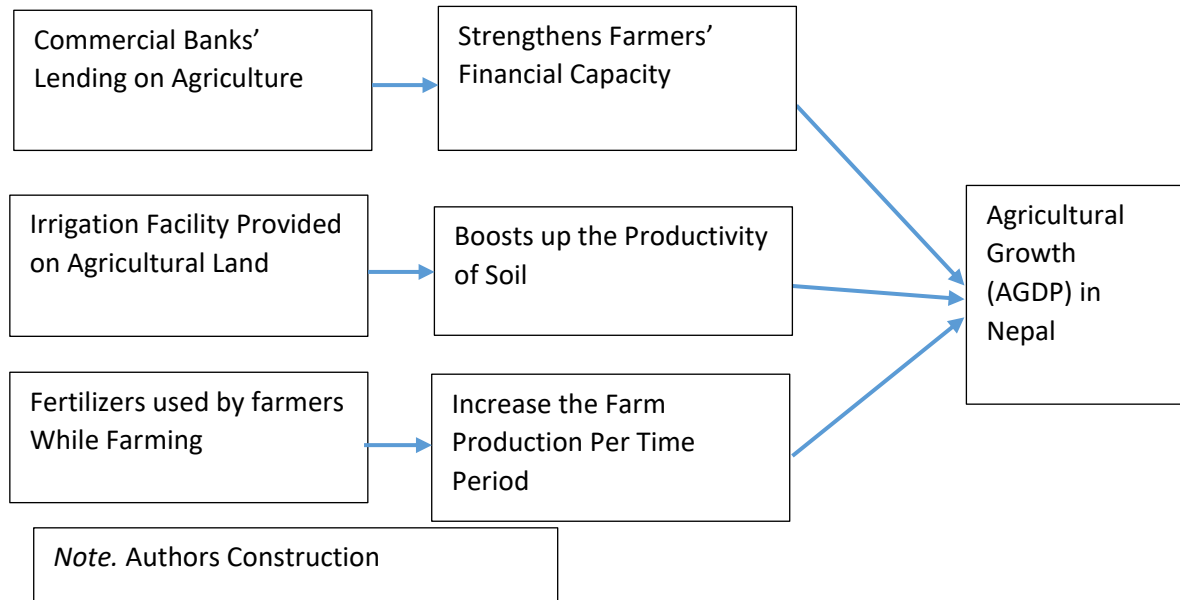 Commercial Banks’
Lending on Agriculture
Strengthens Farmers’
Financial Capacity
Irrigation Facility Provided
on Agricultural Land
Boosts up the Productivity
of Soil
Agricultural
Growth
(AGDP) in
Nepal
Fertilizers used by farmers
While Farming
Increase the Farm
Production Per Time
Period
Note. Authors Construction